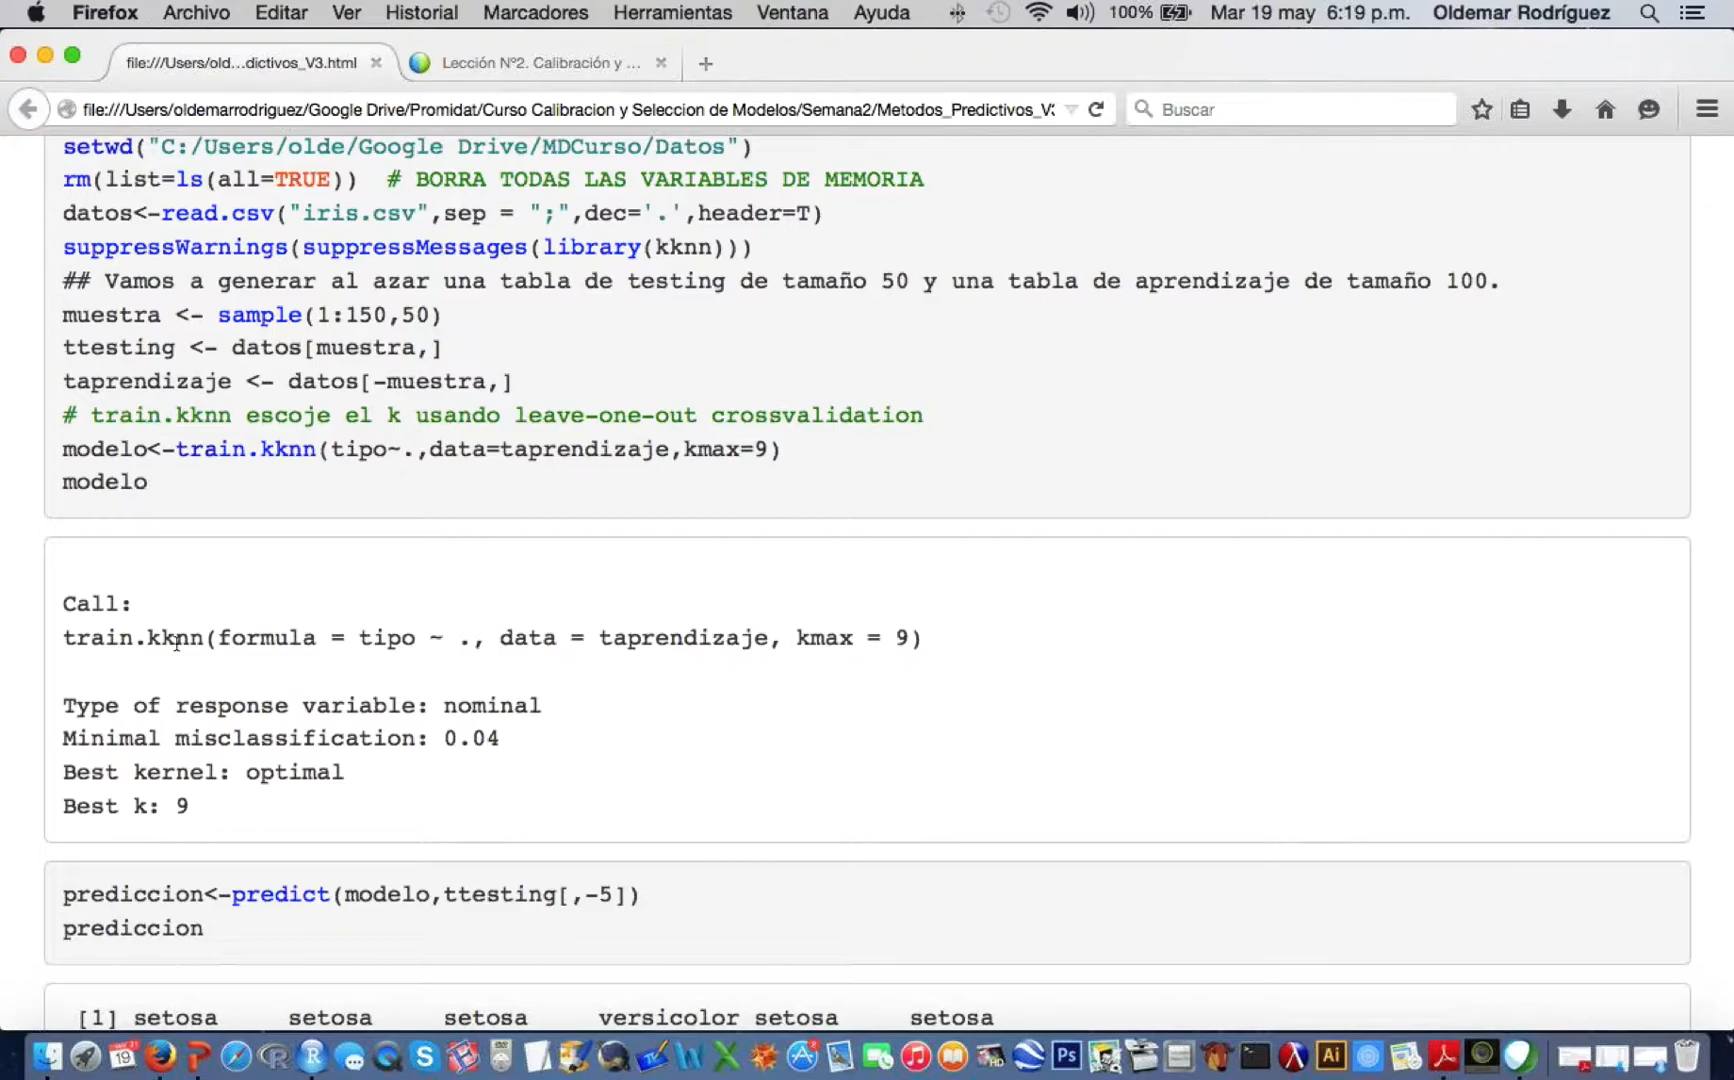 Firefox Archivo Editar Ver Historial Marcadores Herramientas Ventana Ayuda 100% Mar 19 may 6:19 p.m. Oldemar Rodríguez
file:///Users/old...dictivos_V3.html Lección Nº2. Calibración y ...
file:///Users/oldemarrodriguez/Google Drive/Promidat/Curso Calibracion y Seleccion de Modelos/Semana2/Metodos_Predictivos_V3 Buscar
setwd("C:/Users/olde/Google Drive/MDCurso/Datos")
rm(list=ls(all=TRUE)) # BORRA TODAS LAS VARIABLES DE MEMORIA
datos<-read.csv("iris.csv",sep = ";",dec='.',header=T)
suppressWarnings(suppressMessages(library(kknn)))
## Vamos a generar al azar una tabla de testing de tamaño 50 y una tabla de aprendizaje de tamaño 100.
muestra <- sample(1:150,50)
ttesting <- datos[muestra,]
taprendizaje <- datos[-muestra,]
# train.kknn escoje el k usando leave-one-out crossvalidation
modelo<-train.kknn(tipo~.,data=taprendizaje,kmax=9)
modelo
Call:
train.kknn(formula = tipo ~ ., data = taprendizaje, kmax = 9)
Type of response variable: nominal
Minimal misclassification: 0.04
Best kernel: optimal
Best k: 9
prediccion<-predict(modelo,ttesting[,-5])
prediccion
[1] setosa setosa setosa versicolor setosa setosa